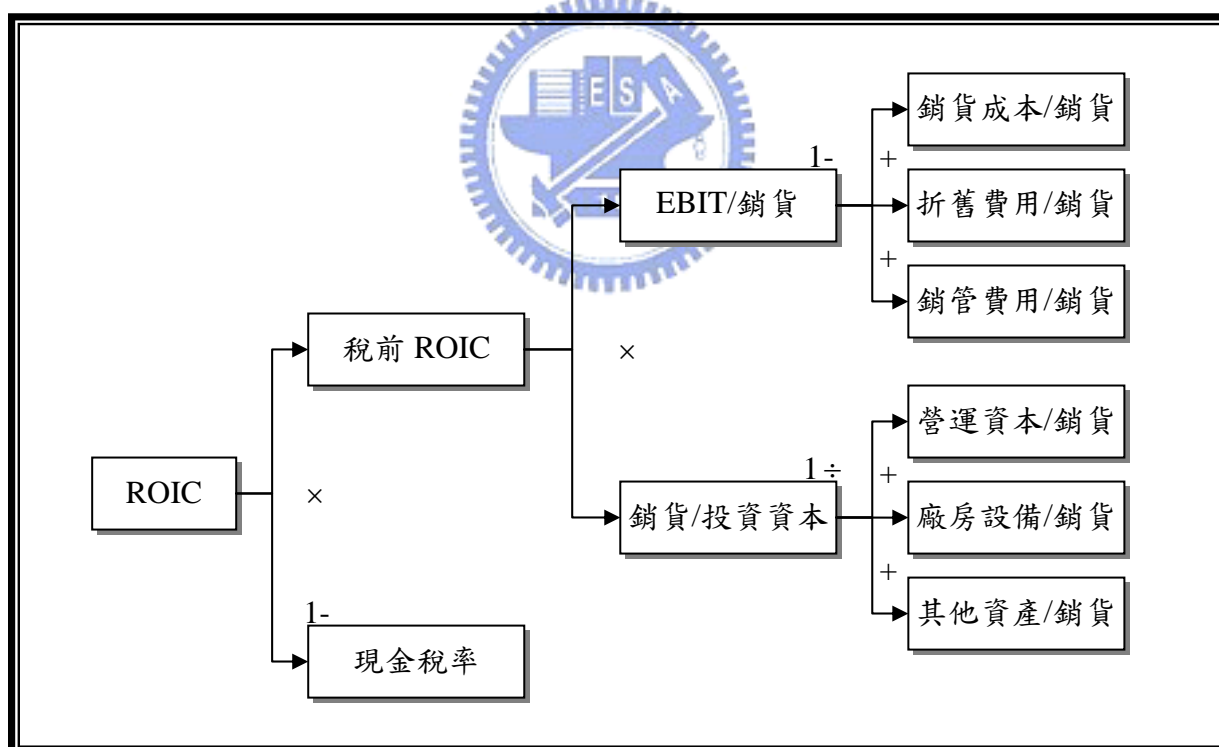 E S A
銷貨成本/銷貨
1-
+
EBIT/銷貨
折舊費用/銷貨
+
銷管費用/銷貨
稅前 ROIC
×
營運資本/銷貨
1÷
+
ROIC
×
銷貨/投資資本
廠房設備/銷貨
+
1-
其他資產/銷貨
現金稅率